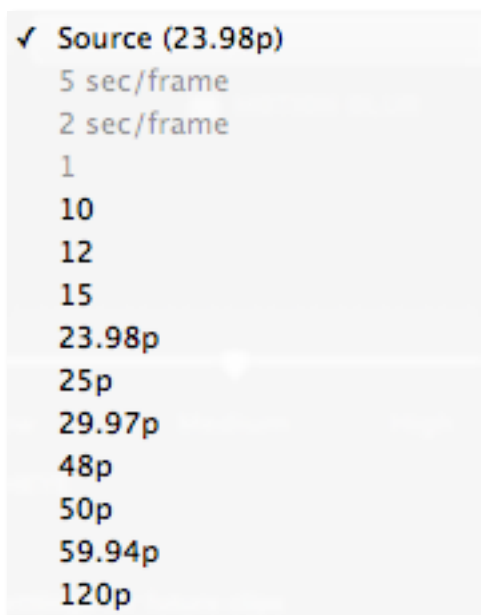 ✓ Source (23.98p)
5 sec/frame
2 sec/frame
1
10
12
15
23.98p
25p
29.97p
48p
50p
59.94p
120p